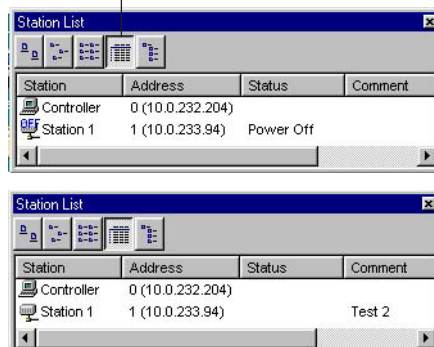 Station List
Station Address Status Comment
Controller 0 (10.0.232.204)
OFF Station 1 1 (10.0.233.94) Power Off
Station List
Station Address Status Comment
Controller 0 (10.0.232.204)
Station 1 1 (10.0.233.94) Test 2